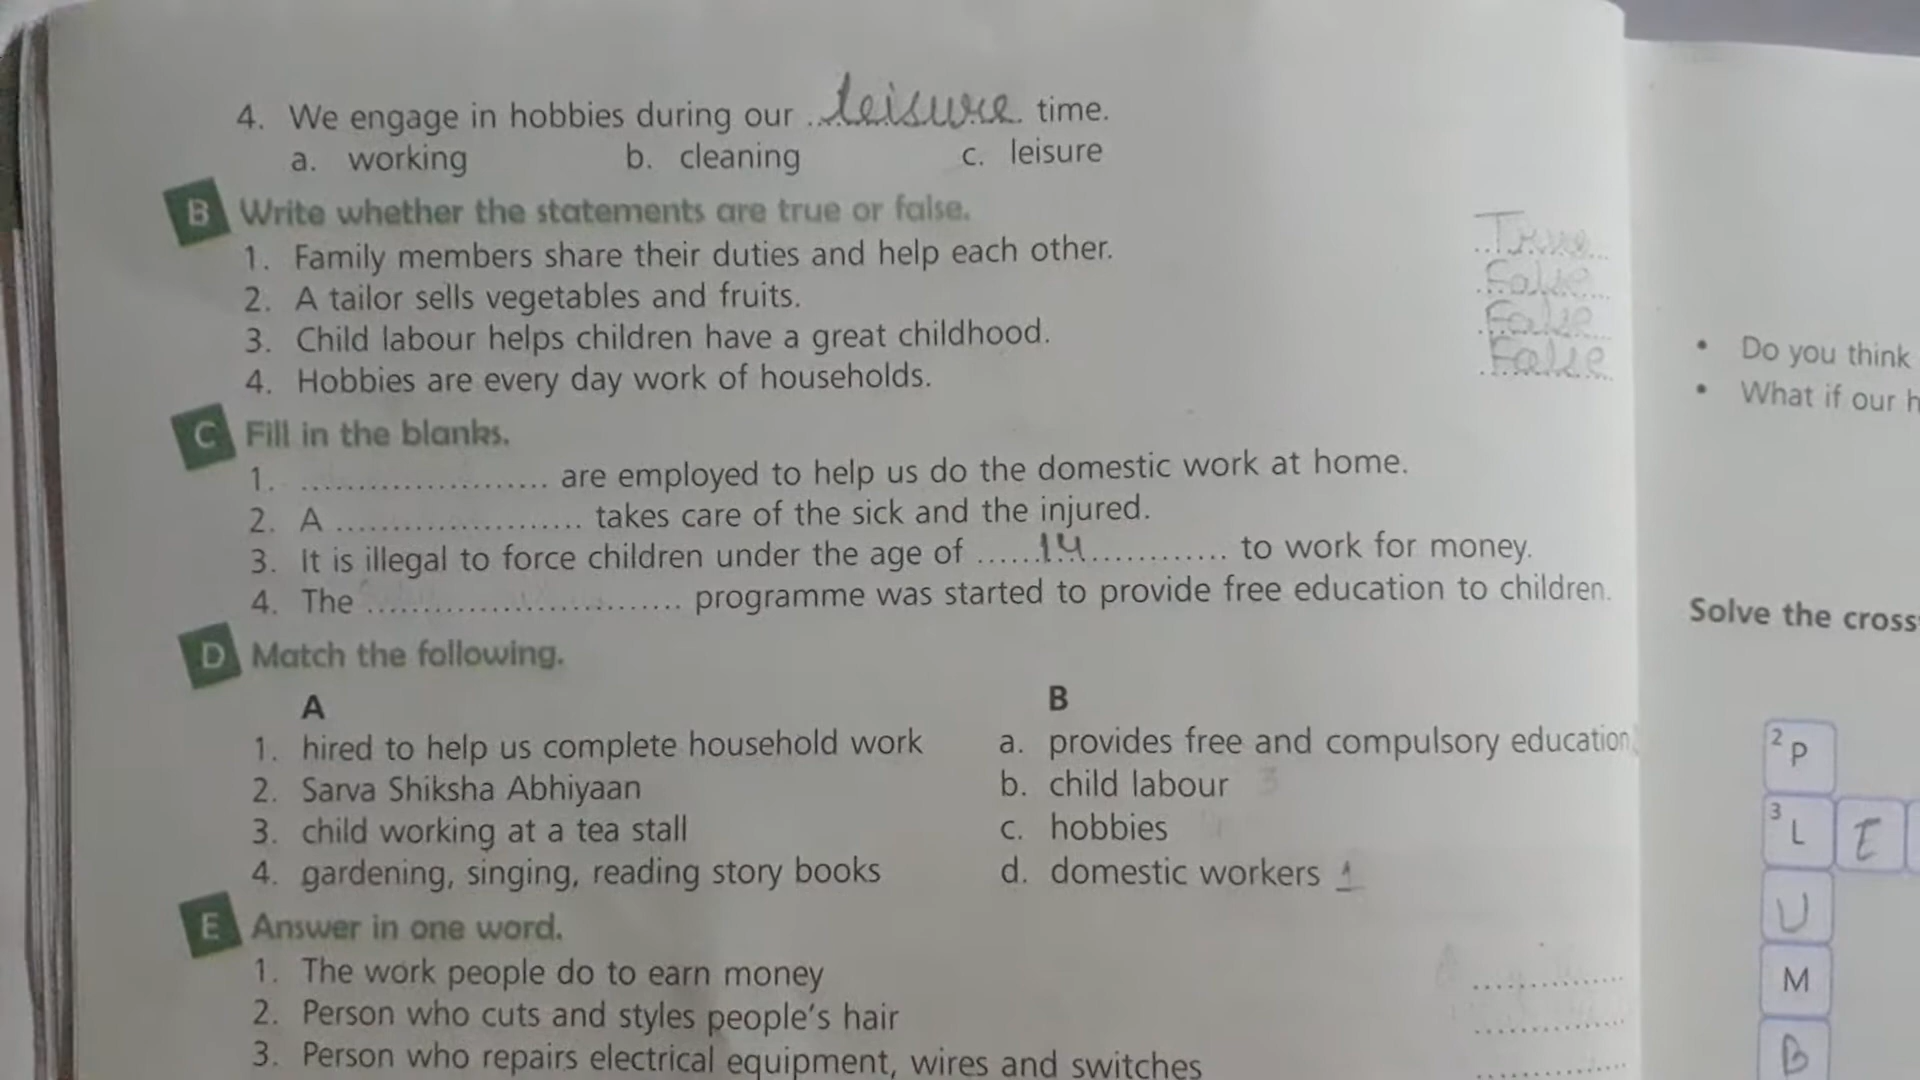 4. We engage in hobbies during our leisure time.
a. working b. cleaning c. leisure
B Write whether the statements are true or false.
1. Family members share their duties and help each other. True
2. A tailor sells vegetables and fruits. False
3. Child labour helps children have a great childhood. False
4. Hobbies are every day work of households. False
C Fill in the blanks.
1. ...................... are employed to help us do the domestic work at home.
2. A ...................... takes care of the sick and the injured.
3. It is illegal to force children under the age of ......14............ to work for money.
4. The ............................ programme was started to provide free education to children.
D Match the following.
A B
1. hired to help us complete household work a. provides free and compulsory education
2. Sarva Shiksha Abhiyaan b. child labour 3
3. child working at a tea stall c. hobbies
4. gardening, singing, reading story books d. domestic workers 1
E Answer in one word.
1. The work people do to earn money ..............
2. Person who cuts and styles people's hair ..............
3. Person who repairs electrical equipment, wires and switches ..............
• Do you think
• What if our h
Solve the cross
2 P
3 L E
U
M
B